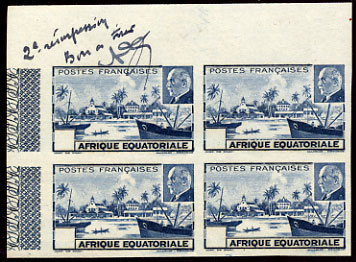 2e réimpression
Bon à tirer
POSTES FRANÇAISES
AFRIQUE EQUATORIALE
POSTES FRANÇAISES
AFRIQUE EQUATORIALE
POSTES FRANÇAISES
AFRIQUE EQUATORIALE
POSTES FRANÇAISES
AFRIQUE EQUATORIALE